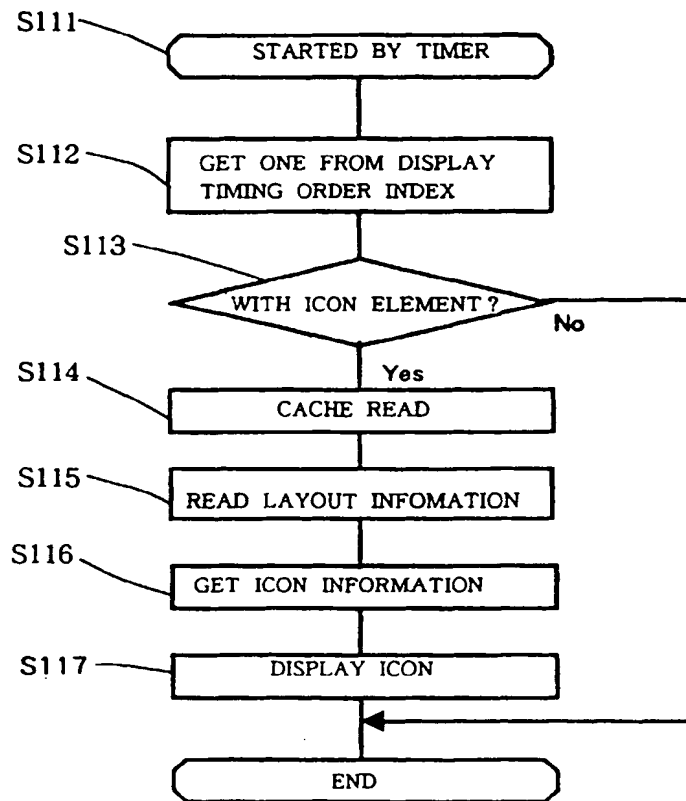 S111
STARTED BY TIMER
S112
GET ONE FROM DISPLAY
TIMING ORDER INDEX
S113
WITH ICON ELEMENT?
No
Yes
S114
CACHE READ
S115
READ LAYOUT INFOMATION
S116
GET ICON INFORMATION
S117
DISPLAY ICON
END